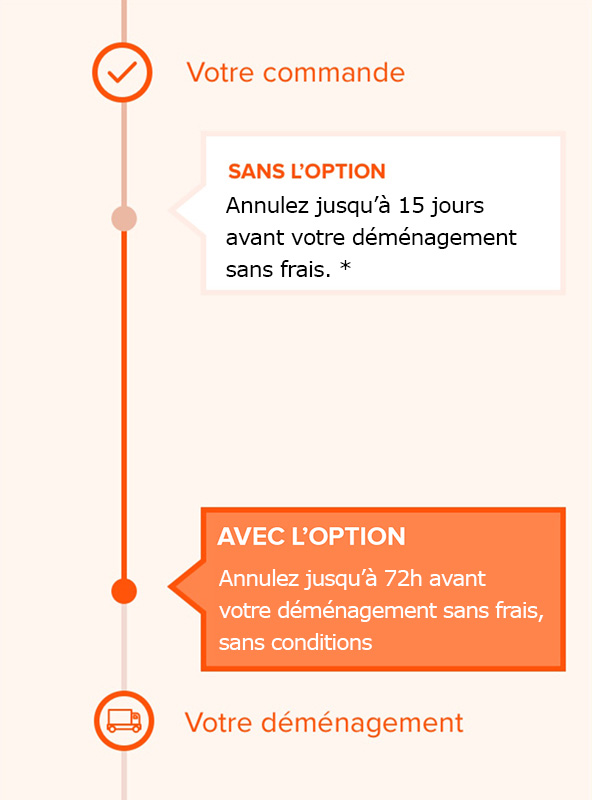 Votre commande
SANS L’OPTION
Annulez jusqu’à 15 jours
avant votre déménagement
sans frais. *
AVEC L’OPTION
Annulez jusqu’à 72h avant
votre déménagement sans frais,
sans conditions
Votre déménagement